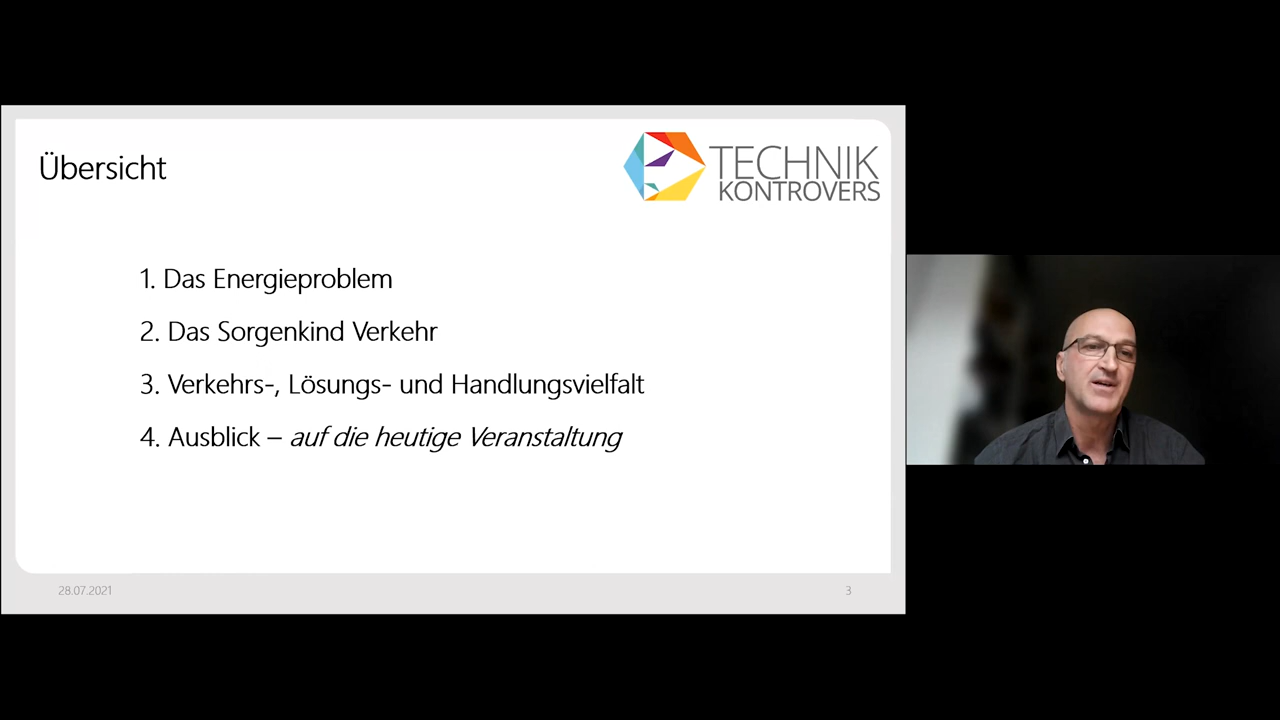 Übersicht
TECHNIK
KONTROVERS
1. Das Energieproblem
2. Das Sorgenkind Verkehr
3. Verkehrs-, Lösungs- und Handlungsvielfalt
4. Ausblick – auf die heutige Veranstaltung
28.07.2021
3